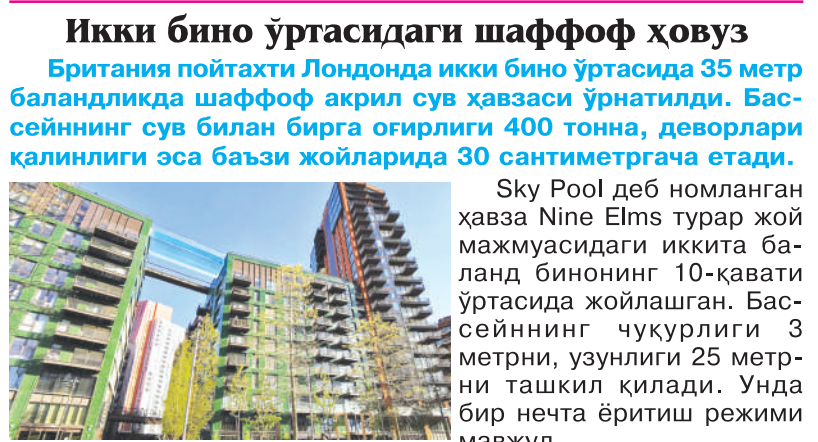 Икки бино ўртасидаги шаффоф ҳовуз
Британия пойтахти Лондонда икки бино ўртасида 35 метр
баландликда шаффоф акрил сув ҳавзаси ўрнатилди. Бас-
сейннинг сув билан бирга оғирлиги 400 тонна, деворлари
қалинлиги эса баъзи жойларида 30 сантиметргача етади.
Sky Pool деб номланган
ҳавза Nine Elms турар жой
мажмуасидаги иккита ба-
ланд бинонинг 10-қавати
ўртасида жойлашган. Бас-
сейннинг чуқурлиги 3
метрни, узунлиги 25 метр-
ни ташкил қилади. Унда
бир нечта ёритиш режими
мавжуд.